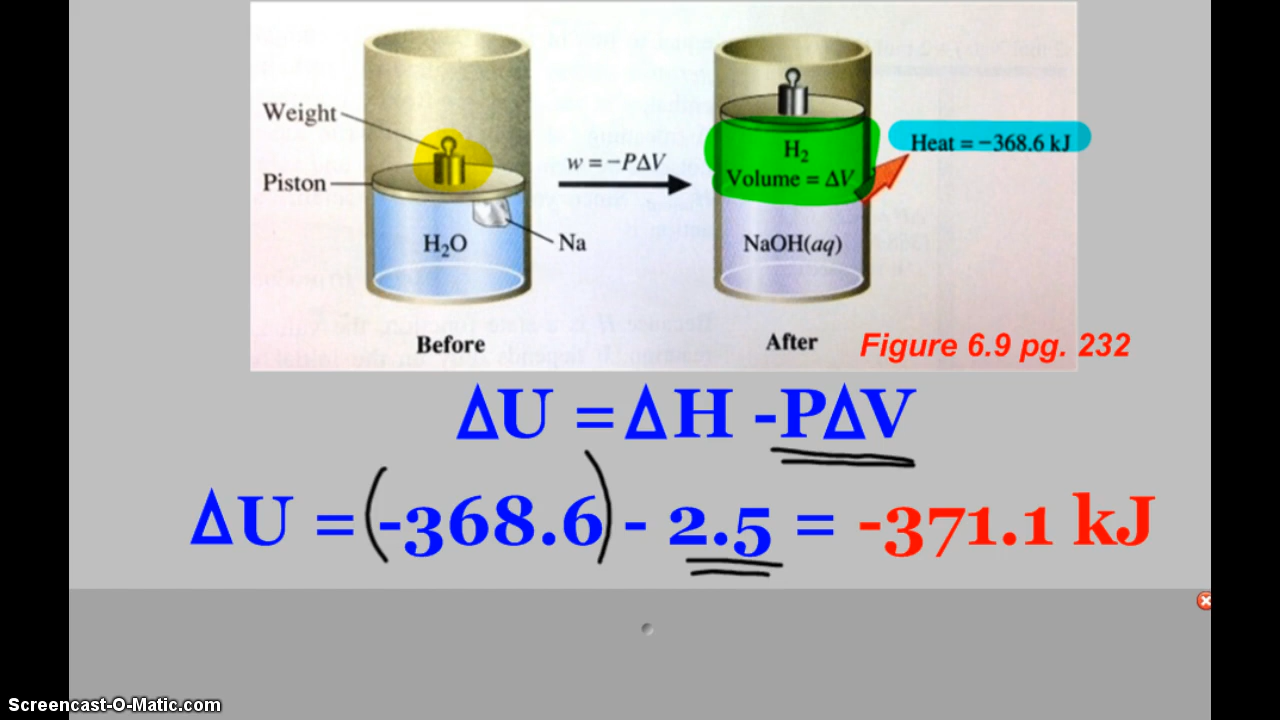 Weight
Piston
H₂O
Na
Before
w = −PΔV
H₂
Volume = ΔV
NaOH(aq)
After
Heat = −368.6 kJ
Figure 6.9 pg. 232
ΔU = ΔH -PΔV
ΔU = (-368.6) - 2.5 = -371.1 kJ
Screencast-O-Matic.com